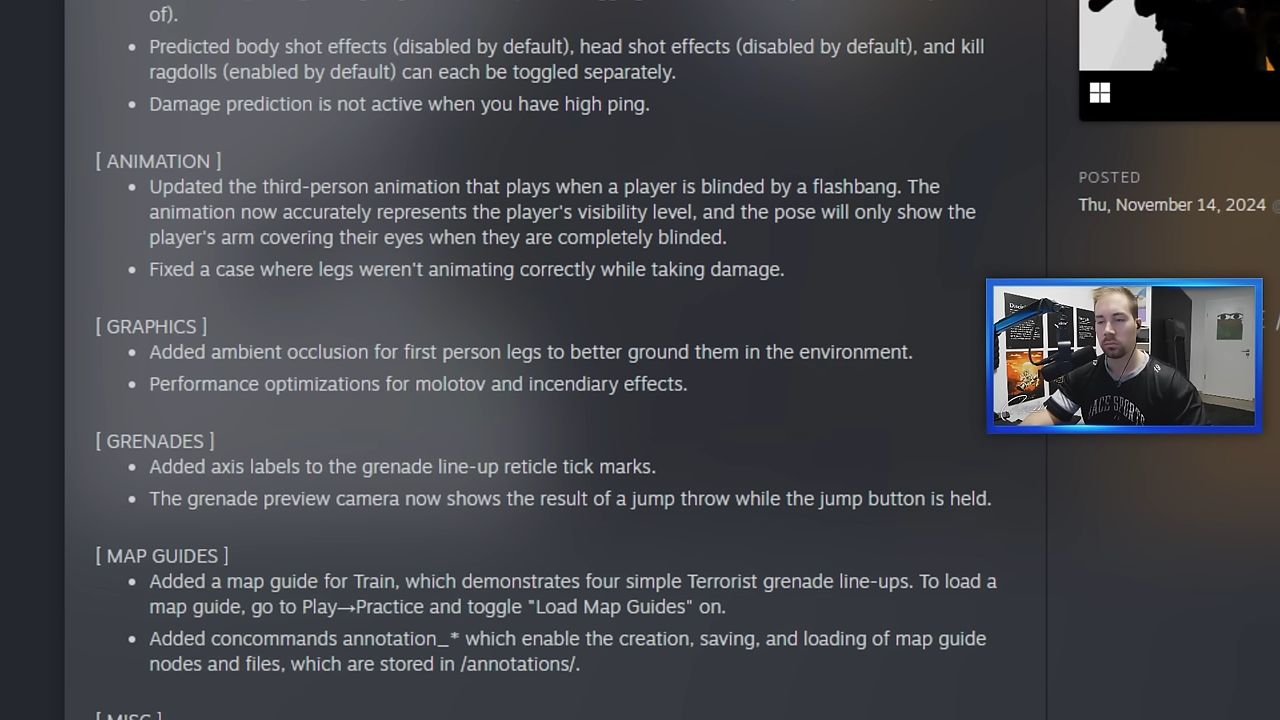 of).
• Predicted body shot effects (disabled by default), head shot effects (disabled by default), and kill
ragdolls (enabled by default) can each be toggled separately.
• Damage prediction is not active when you have high ping.
[ ANIMATION ]
• Updated the third-person animation that plays when a player is blinded by a flashbang. The
animation now accurately represents the player's visibility level, and the pose will only show the
player's arm covering their eyes when they are completely blinded.
• Fixed a case where legs weren't animating correctly while taking damage.
[ GRAPHICS ]
• Added ambient occlusion for first person legs to better ground them in the environment.
• Performance optimizations for molotov and incendiary effects.
[ GRENADES ]
• Added axis labels to the grenade line-up reticle tick marks.
• The grenade preview camera now shows the result of a jump throw while the jump button is held.
[ MAP GUIDES ]
• Added a map guide for Train, which demonstrates four simple Terrorist grenade line-ups. To load a
map guide, go to Play→Practice and toggle "Load Map Guides" on.
• Added concommands annotation_* which enable the creation, saving, and loading of map guide
nodes and files, which are stored in /annotations/.
[ MISC ]
POSTED
Thu, November 14, 2024